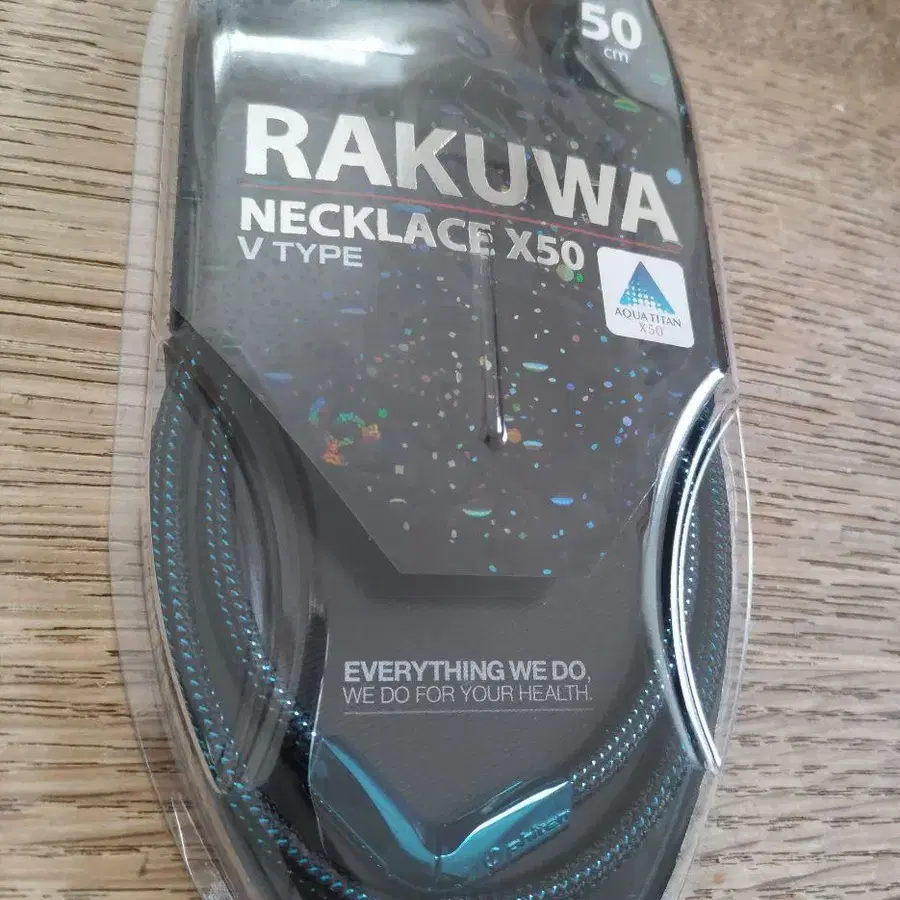 50
cm
RAKUWA
NECKLACE X50
V TYPE
AQUA TITAN
X50
EVERYTHING WE DO,
WE DO FOR YOUR HEALTH.